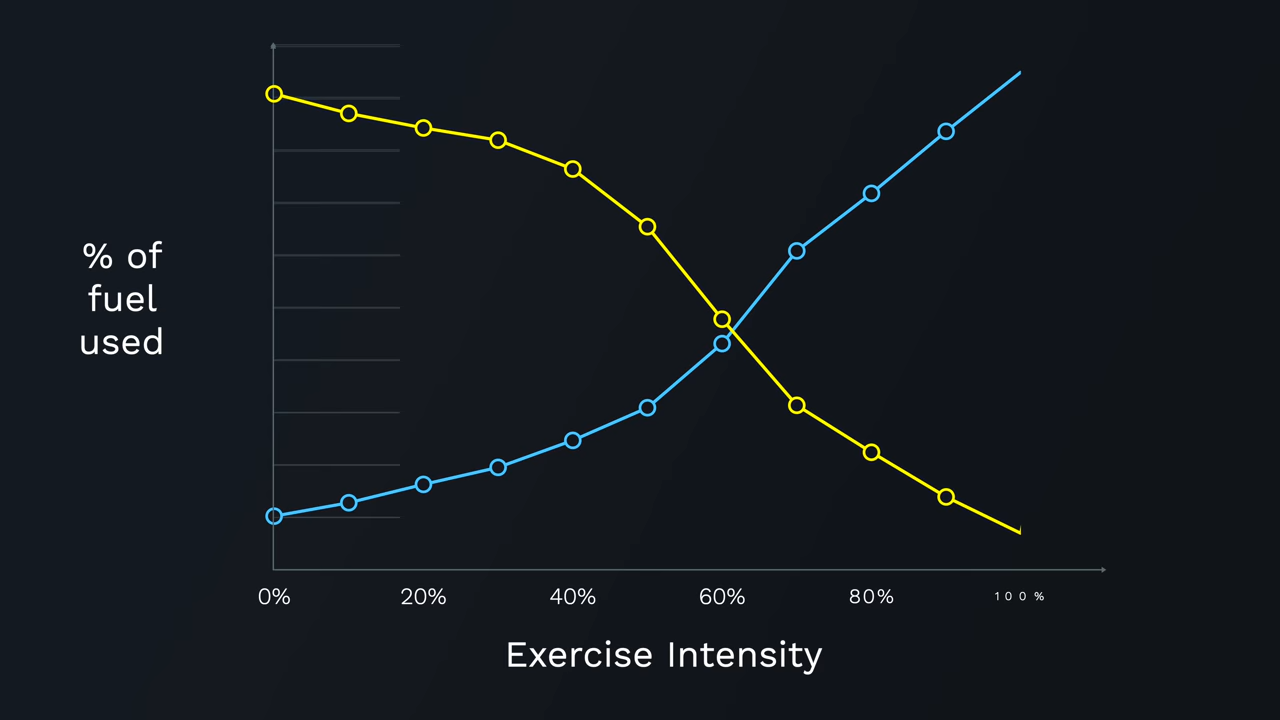 % of
fuel
used
0%
20%
40%
60%
80%
100%
Exercise Intensity